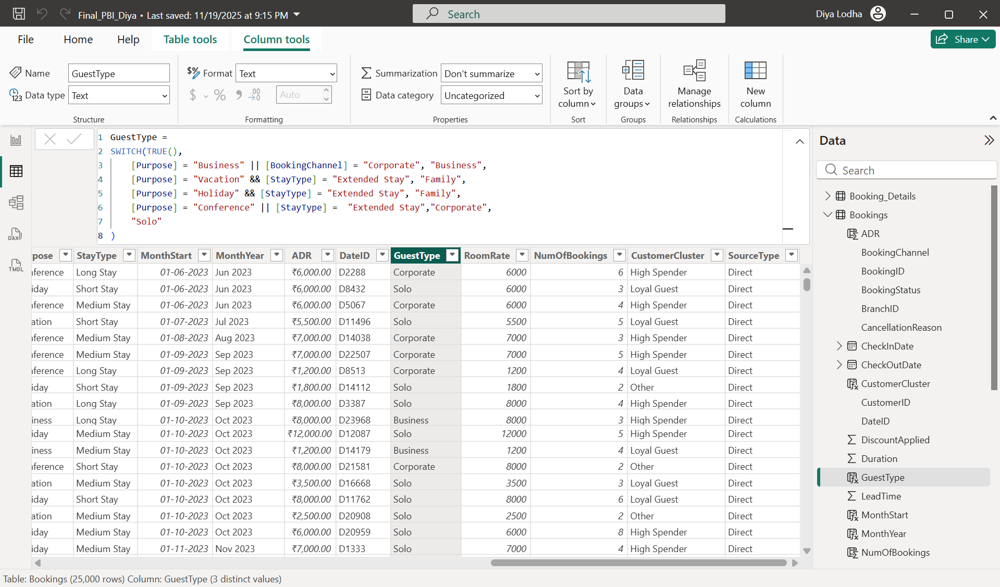 Final_PBI_Diya • Last saved: 11/19/2025 at 9:15 PM
Search
Diya Lodha
File Home Help Table tools Column tools
Share
Name GuestType
Data type Text
Structure
Format Text
$ % Auto
Formatting
Summarization Don't summarize
Data category Uncategorized
Properties
Sort by column
Sort
Data groups
Groups
Manage relationships
Relationships
New column
Calculations
1 GuestType =
2 SWITCH(TRUE(),
3 [Purpose] = "Business" || [BookingChannel] = "Corporate", "Business",
4 [Purpose] = "Vacation" && [StayType] = "Extended Stay", "Family",
5 [Purpose] = "Holiday" && [StayType] = "Extended Stay", "Family",
6 [Purpose] = "Conference" || [StayType] =  "Extended Stay","Corporate",
7 "Solo"
8 )
DAX
TMDL
rpose StayType MonthStart MonthYear ADR DateID GuestType RoomRate NumOfBookings CustomerCluster SourceType
nference Long Stay 01-06-2023 Jun 2023 ₹6,000.00 D2288 Corporate 6000 6 High Spender Direct
iday Short Stay 01-06-2023 Jun 2023 ₹6,000.00 D8432 Solo 6000 3 Loyal Guest Direct
nference Medium Stay 01-06-2023 Jun 2023 ₹6,000.00 D5067 Corporate 6000 4 High Spender Direct
ation Short Stay 01-07-2023 Jul 2023 ₹5,500.00 D11496 Solo 5500 5 Loyal Guest Direct
nference Medium Stay 01-08-2023 Aug 2023 ₹7,000.00 D14038 Corporate 7000 3 High Spender Direct
nference Medium Stay 01-09-2023 Sep 2023 ₹7,000.00 D22507 Corporate 7000 5 High Spender Direct
nference Long Stay 01-09-2023 Sep 2023 ₹1,200.00 D8513 Corporate 1200 4 Loyal Guest Direct
iday Short Stay 01-09-2023 Sep 2023 ₹1,800.00 D14112 Solo 1800 2 Other Direct
ation Long Stay 01-09-2023 Sep 2023 ₹8,000.00 D3387 Solo 8000 4 High Spender Direct
iness Long Stay 01-10-2023 Oct 2023 ₹8,000.00 D23968 Business 8000 3 High Spender Direct
iday Medium Stay 01-10-2023 Oct 2023 ₹12,000.00 D12087 Solo 12000 5 High Spender Direct
iness Medium Stay 01-10-2023 Oct 2023 ₹1,200.00 D14179 Business 1200 4 Loyal Guest Direct
nference Short Stay 01-10-2023 Oct 2023 ₹8,000.00 D21581 Corporate 8000 2 Other Direct
ation Medium Stay 01-10-2023 Oct 2023 ₹3,500.00 D16668 Solo 3500 3 Loyal Guest Direct
iday Short Stay 01-10-2023 Oct 2023 ₹8,000.00 D11762 Solo 8000 6 Loyal Guest Direct
ation Medium Stay 01-10-2023 Oct 2023 ₹2,500.00 D20908 Solo 2500 2 Other Direct
iday Medium Stay 01-10-2023 Oct 2023 ₹6,000.00 D20959 Solo 6000 8 High Spender Direct
iday Medium Stay 01-11-2023 Nov 2023 ₹7,000.00 D1333 Solo 7000 4 High Spender Direct
Data
Search
Booking_Details
Bookings
ADR
BookingChannel
BookingID
BookingStatus
BranchID
CancellationReason
CheckInDate
CheckOutDate
CustomerCluster
CustomerID
DateID
DiscountApplied
Duration
GuestType
LeadTime
MonthStart
MonthYear
NumOfBookings
Table: Bookings (25,000 rows) Column: GuestType (3 distinct values)